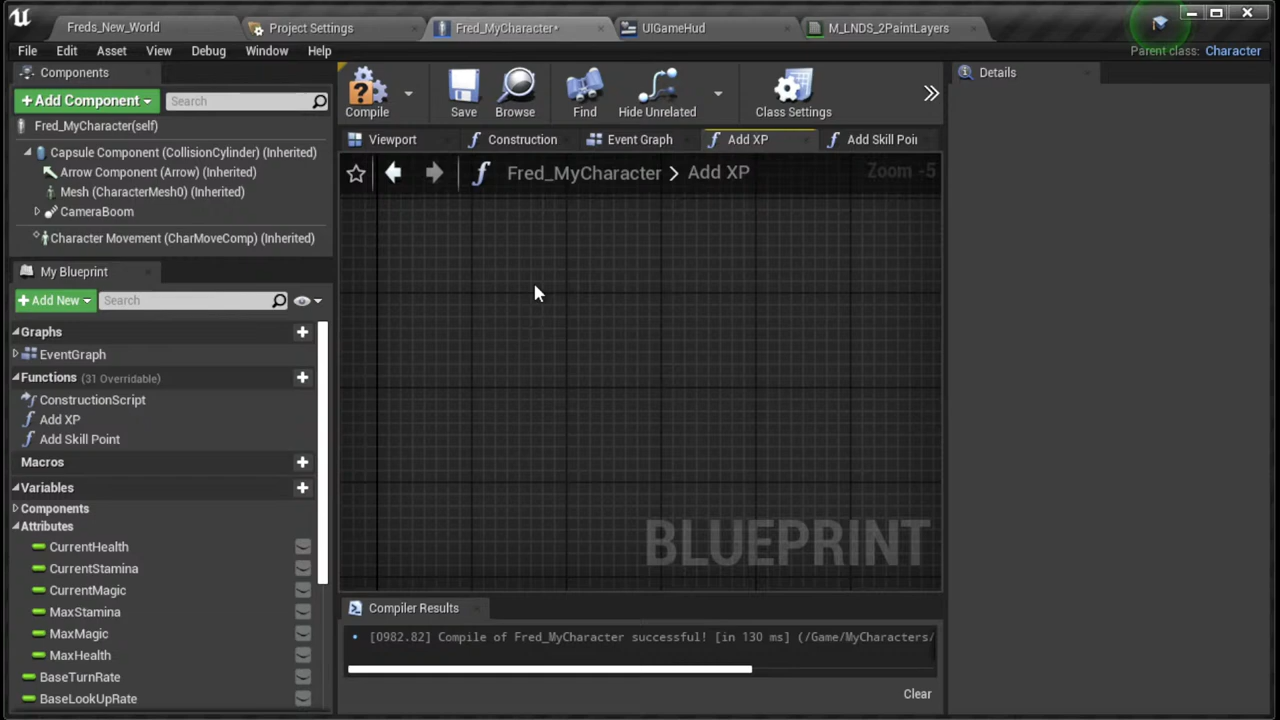 Freds_New_World
Project Settings
Fred_MyCharacter*
UIGameHud
M_LNDS_2PaintLayers
File Edit Asset View Debug Window Help
Parent class: Character
Components
+ Add Component
Search
Fred_MyCharacter(self)
Capsule Component (CollisionCylinder) (Inherited)
Arrow Component (Arrow) (Inherited)
Mesh (CharacterMesh0) (Inherited)
CameraBoom
Character Movement (CharMoveComp) (Inherited)
My Blueprint
+ Add New
Search
Graphs
EventGraph
Functions (31 Overridable)
ConstructionScript
Add XP
Add Skill Point
Macros
Variables
Components
Attributes
CurrentHealth
CurrentStamina
CurrentMagic
MaxStamina
MaxMagic
MaxHealth
BaseTurnRate
BaseLookUpRate
Compile
Save
Browse
Find
Hide Unrelated
Class Settings
Viewport
Construction
Event Graph
Add XP
Add Skill Poi
Fred_MyCharacter > Add XP
Zoom -5
BLUEPRINT
Compiler Results
[0982.82] Compile of Fred_MyCharacter successful! [in 130 ms] (/Game/MyCharacters/
Clear
Details